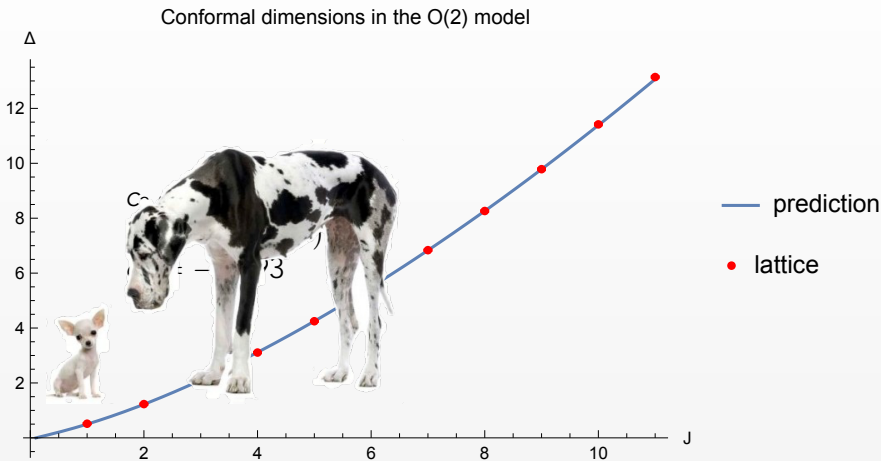 Conformal dimensions in the O(2) model
Δ
12
10
8
6
4
2
2
4
6
8
10
J
prediction
lattice